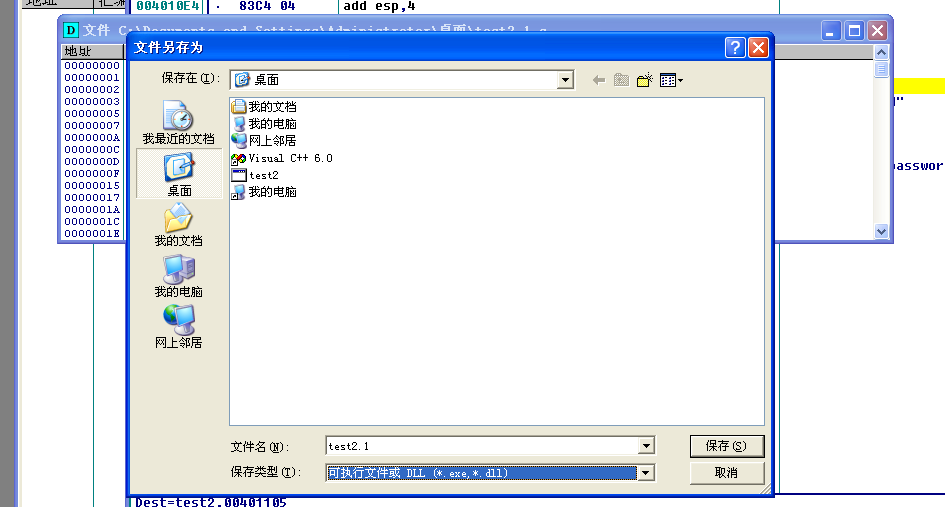 地址
汇编
004010E4 · 83C4 04 add esp,4
文件 C:\Documents and Settings\Administrator\桌面\test2.1.e
地址
00000000
00000001
00000002
00000003
00000005
00000007
0000000A
0000000C
0000000D
0000000F
00000015
00000017
0000001A
0000001C
0000001E
文件另存为
保存在(I):
桌面
我最近的文档
桌面
我的文档
我的电脑
网上邻居
我的文档
我的电脑
网上邻居
Visual C++ 6.0
test2
我的电脑
文件名(N):
test2.1
保存(S)
保存类型(T):
可执行文件或 DLL (*.exe,*.dll)
取消
"
passwor
Dest=test2.00401105